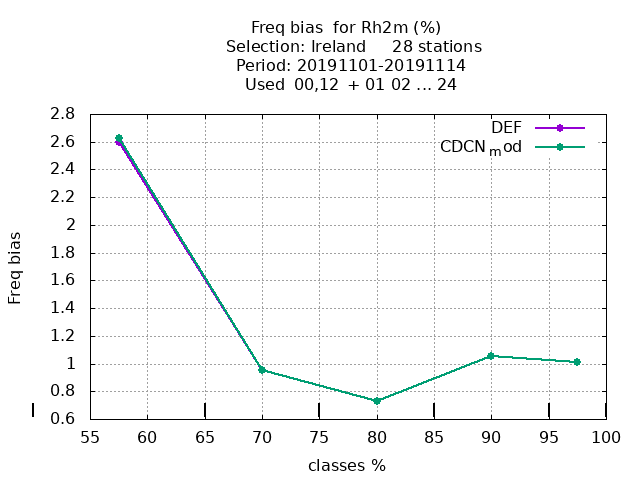 Freq bias for Rh2m (%)
Selection: Ireland 28 stations
Period: 20191101-20191114
Used 00,12 + 01 02 ... 24
DEF
CDCNmod
2.8
2.6
2.4
2.2
2
1.8
1.6
1.4
1.2
1
0.8
0.6
Freq bias
55 60 65 70 75 80 85 90 95 100
classes %